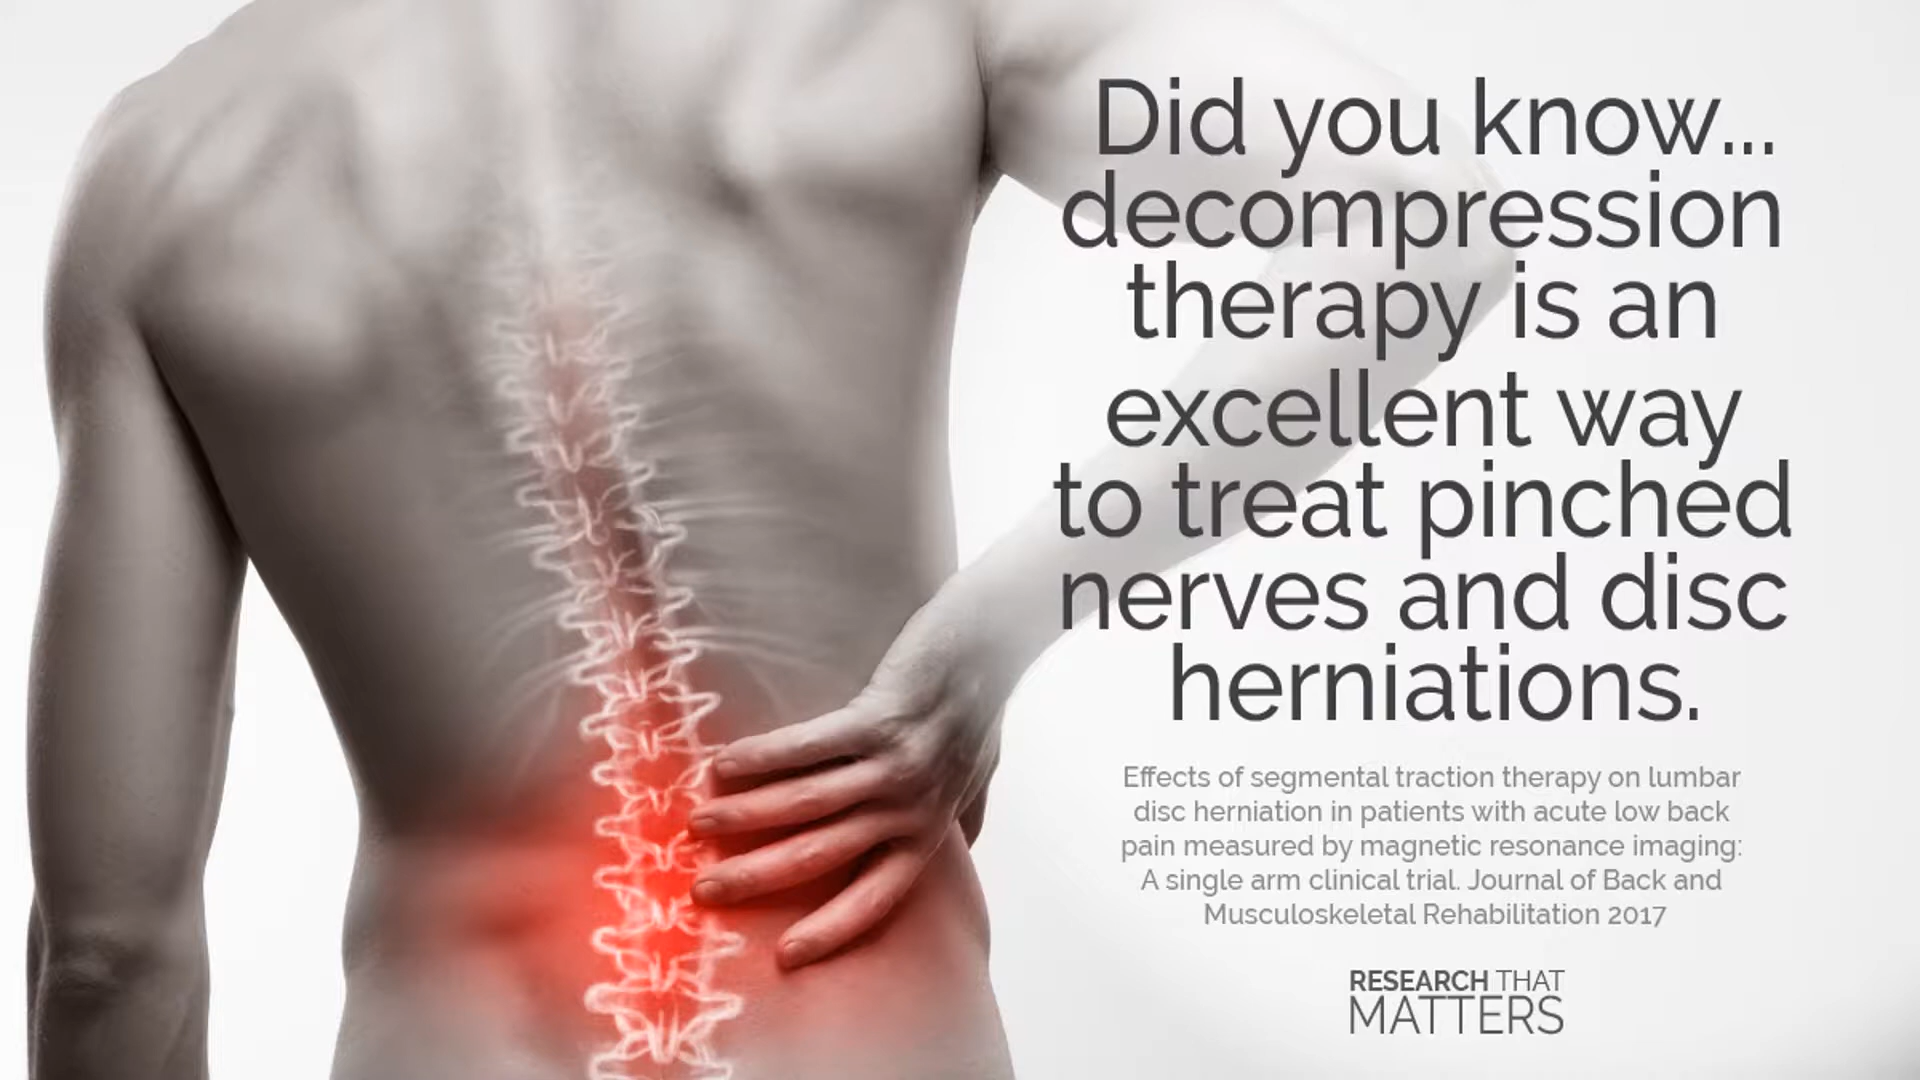 Did you know...
decompression
therapy is an
excellent way
to treat pinched
nerves and disc
herniations.
Effects of segmental traction therapy on lumbar
disc herniation in patients with acute low back
pain measured by magnetic resonance imaging:
A single arm clinical trial. Journal of Back and
Musculoskeletal Rehabilitation 2017
RESEARCH THAT
MATTERS